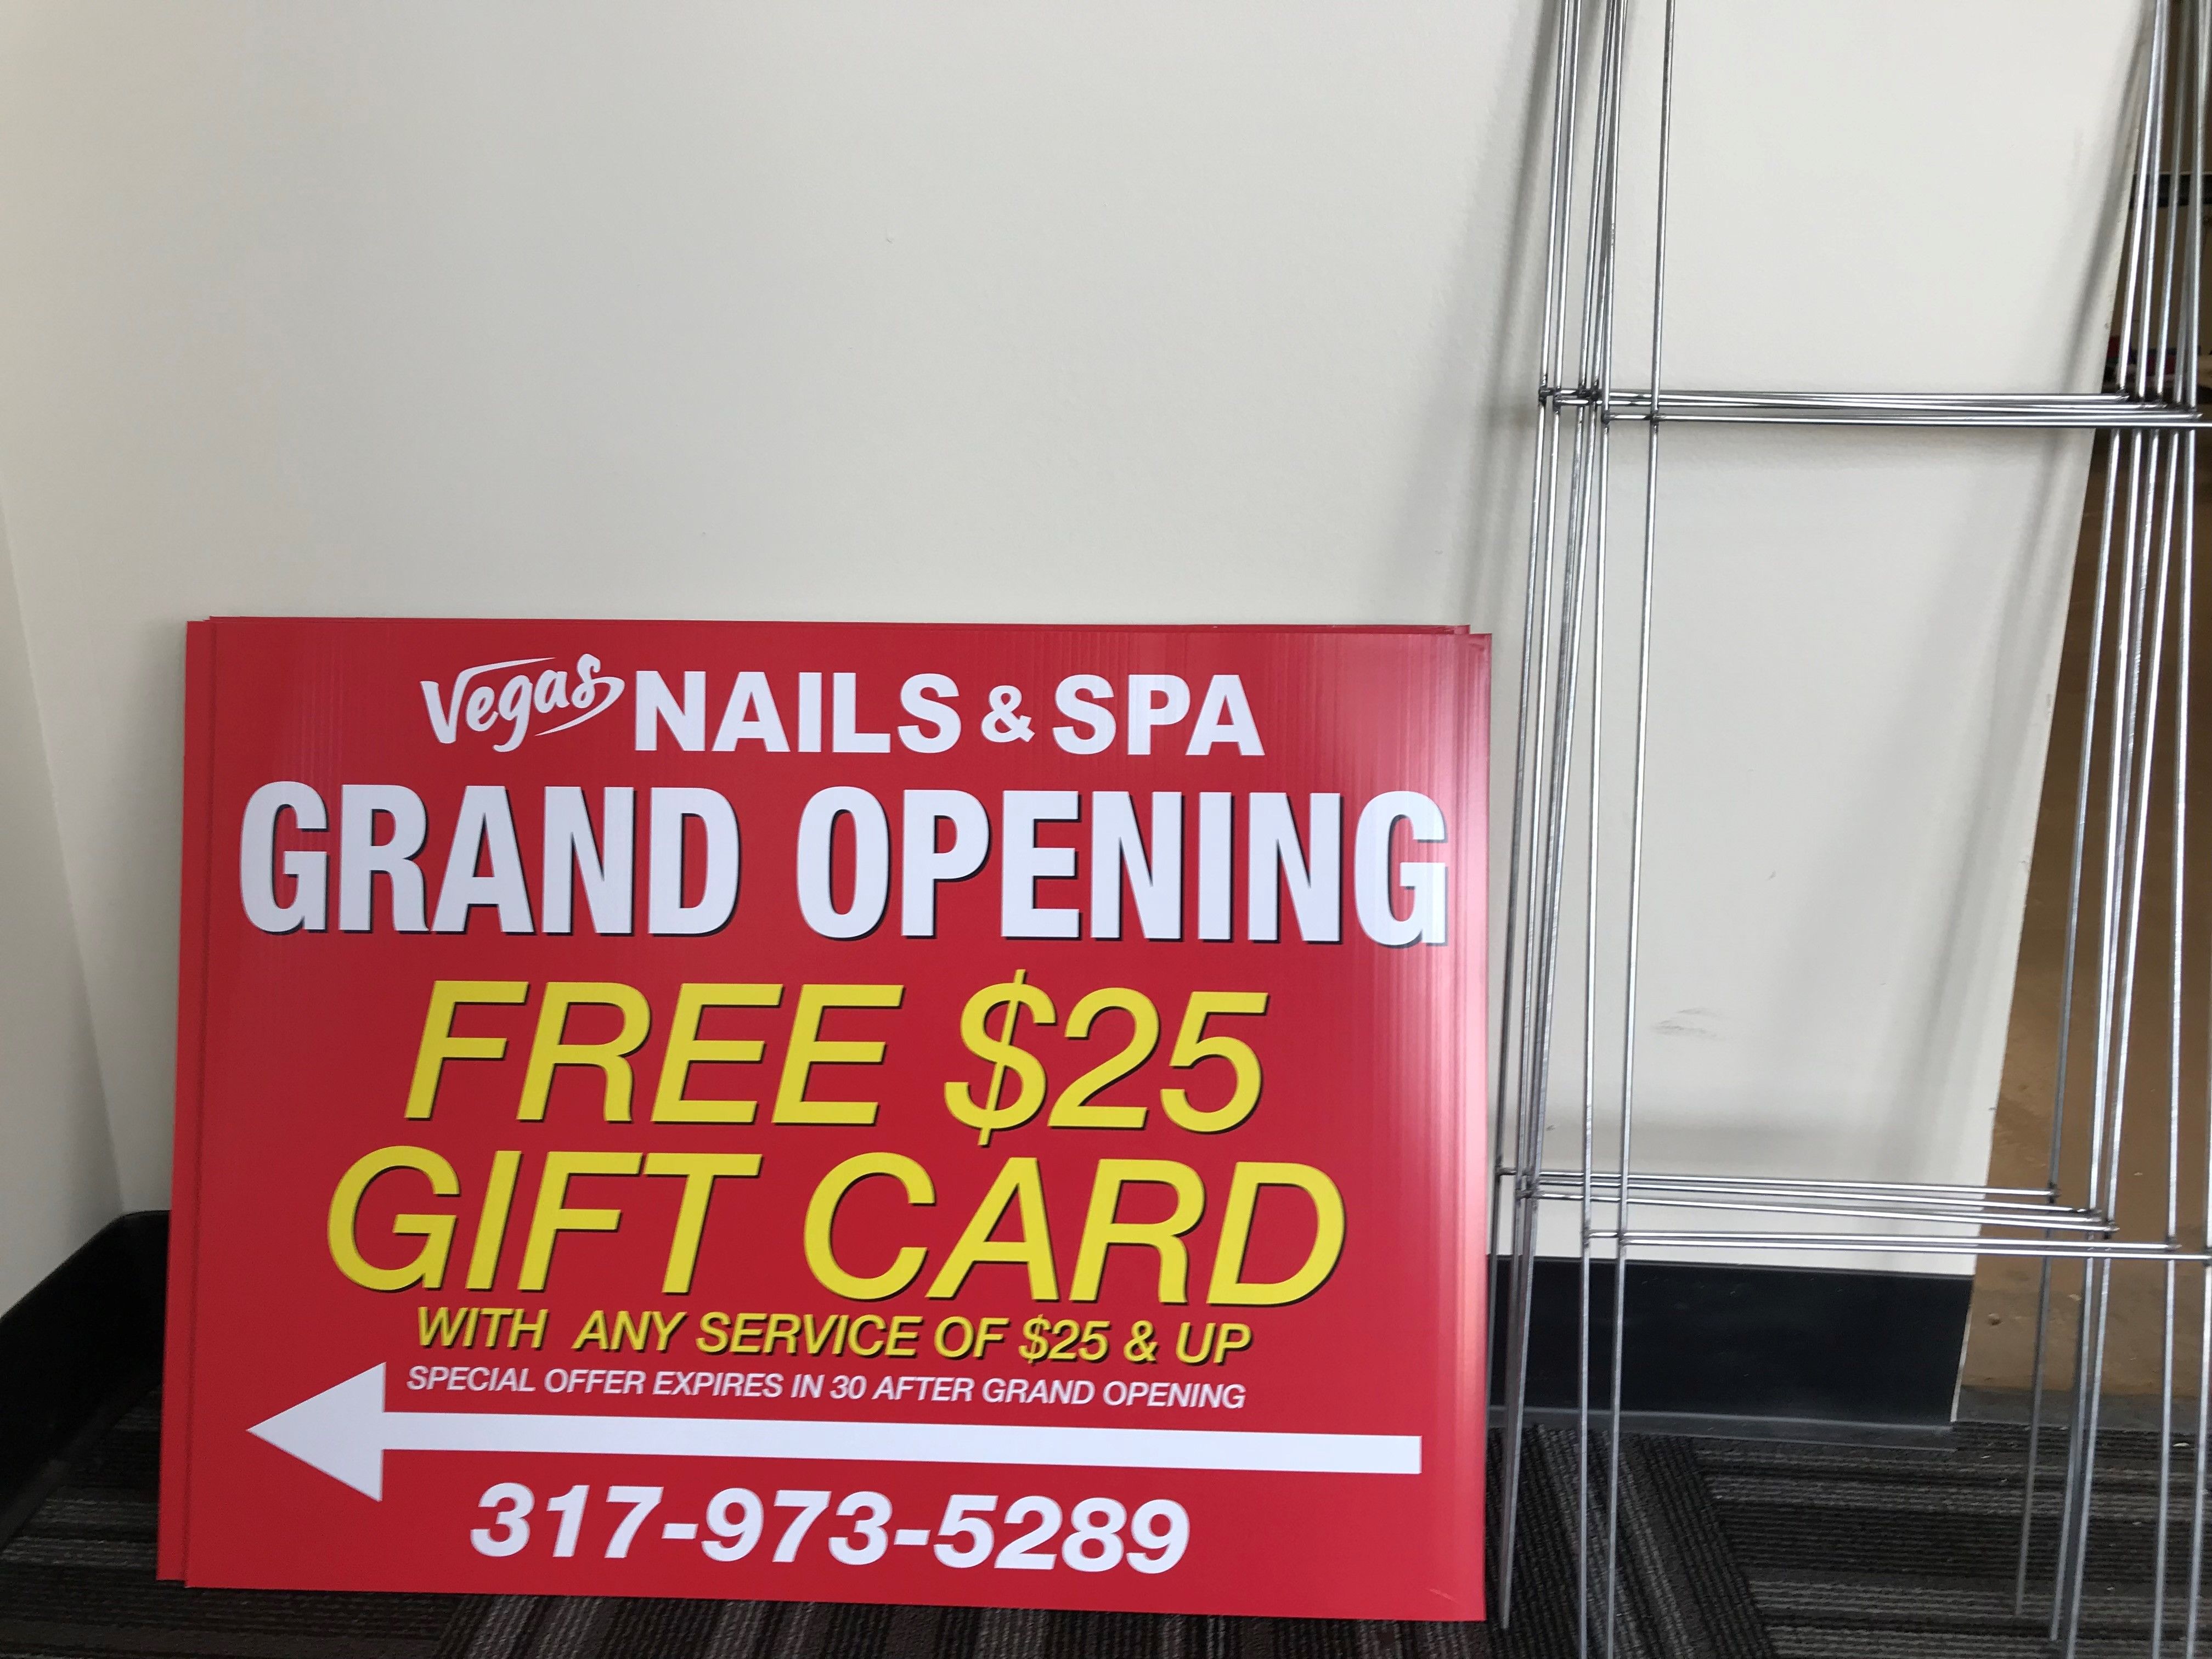 Vegas NAILS & SPA
GRAND OPENING
FREE $25
GIFT CARD
WITH ANY SERVICE OF $25 & UP
SPECIAL OFFER EXPIRES IN 30 AFTER GRAND OPENING
317-973-5289